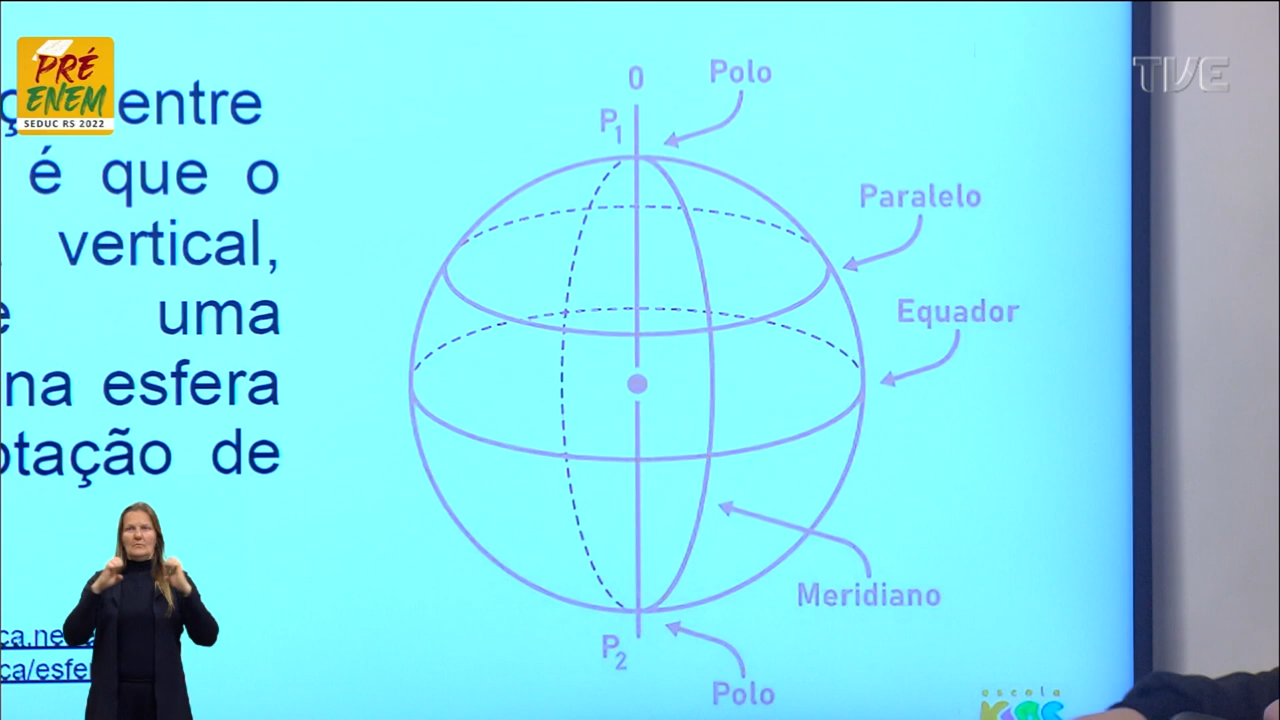 PRÉ
ENEM
SEDUC RS 2022
entre
é que o
vertical,
uma
na esfera
de
TVE
0
Polo
P1
Paralelo
Equador
Meridiano
P2
Polo
escola